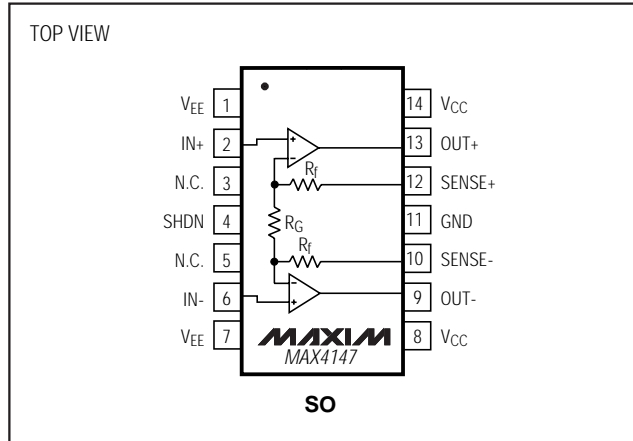 TOP VIEW
VEE 1
14 VCC
IN+ 2
+
-
13 OUT+
N.C. 3
Rf
12 SENSE+
SHDN 4
RG
11 GND
N.C. 5
Rf
10 SENSE-
IN- 6
-
+
9 OUT-
VEE 7
MAXIM
8 VCC
MAX4147
SO